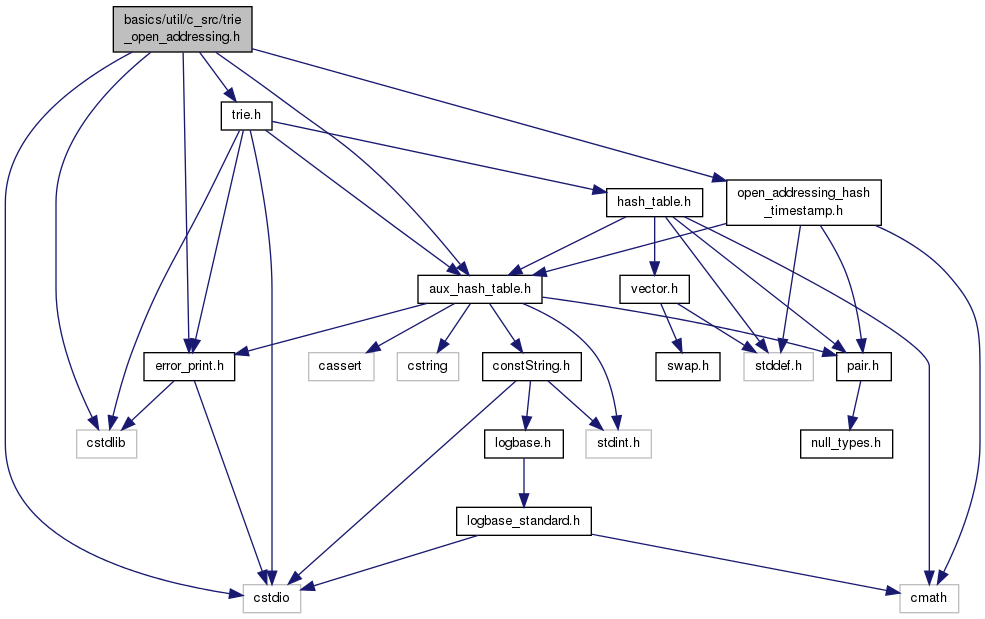 basics/util/c_src/trie
_open_addressing.h
trie.h
open_addressing_hash
_timestamp.h
hash_table.h
aux_hash_table.h
vector.h
error_print.h
cassert
cstring
constString.h
swap.h
stddef.h
pair.h
cstdlib
logbase.h
stdint.h
null_types.h
logbase_standard.h
cstdio
cmath